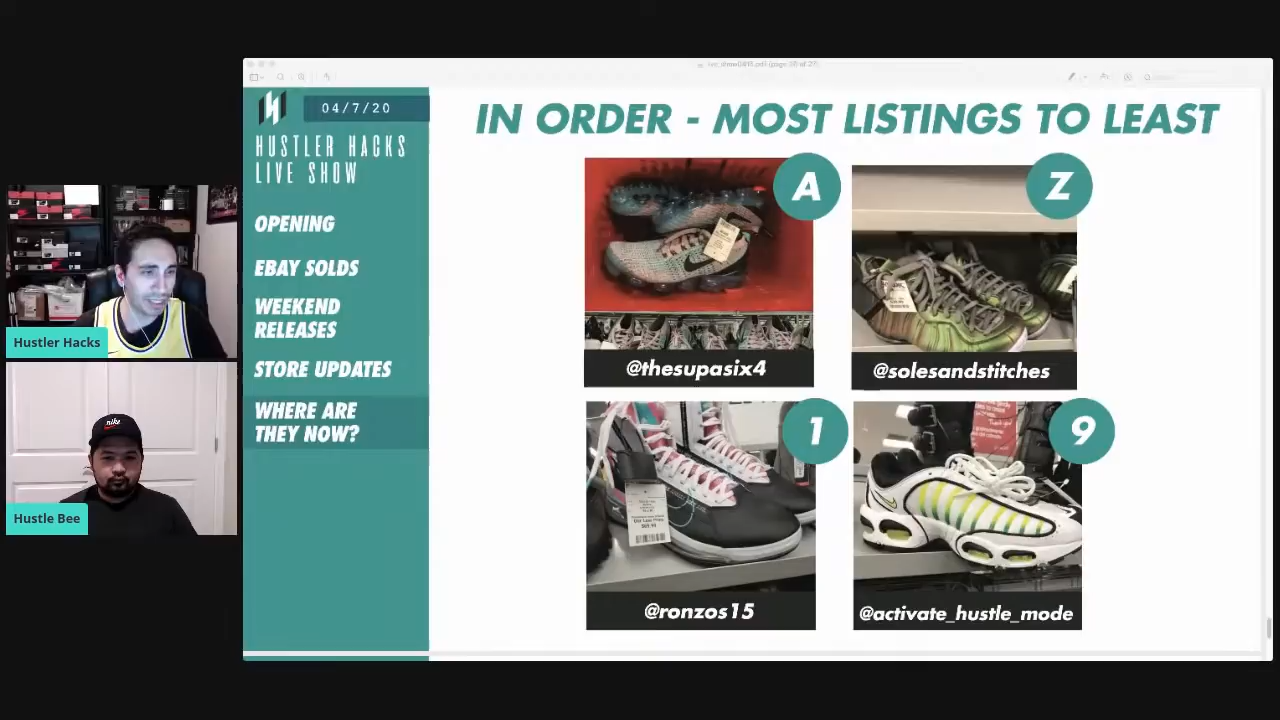 04/7/20
HUSTLER HACKS
LIVE SHOW
OPENING
EBAY SOLDS
WEEKEND
RELEASES
STORE UPDATES
WHERE ARE
THEY NOW?
IN ORDER - MOST LISTINGS TO LEAST
A
@thesupasix4
Z
@solesandstitches
1
@ronzos15
9
@activate_hustle_mode
Hustler Hacks
NIKE
Hustle Bee